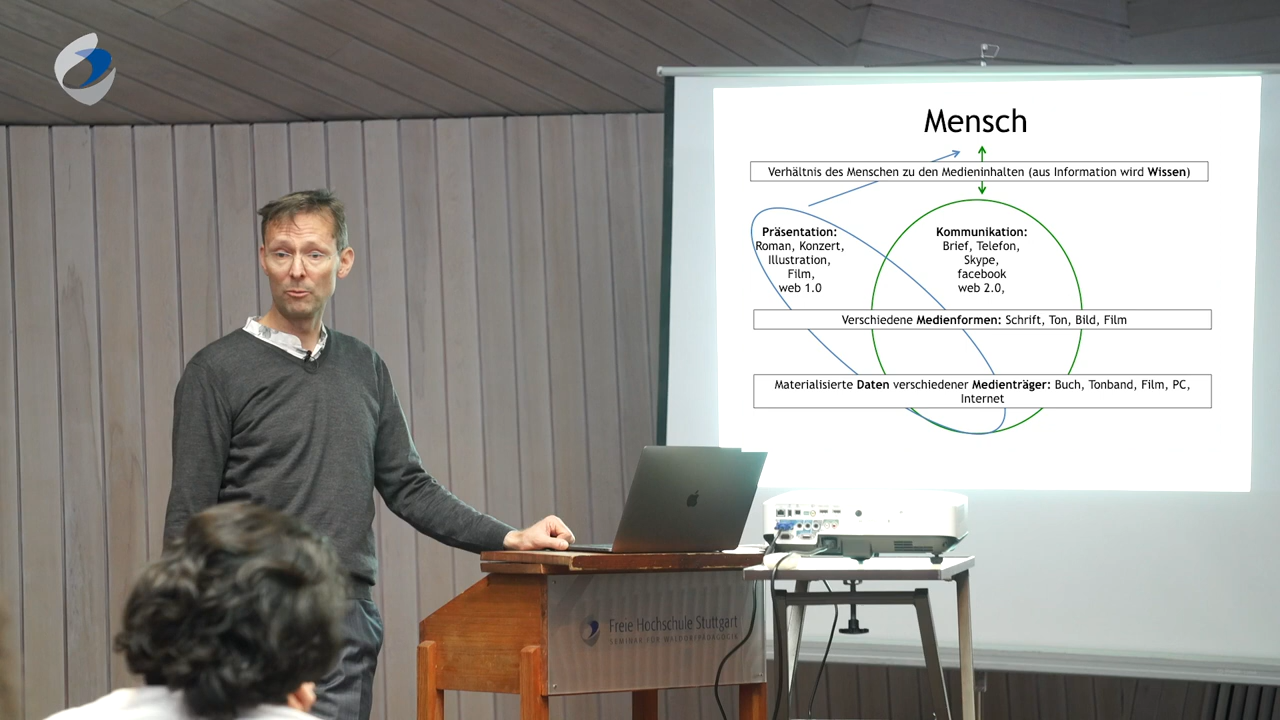 Mensch
Verhältnis des Menschen zu den Medieninhalten (aus Information wird Wissen)
Präsentation:
Roman, Konzert,
Illustration,
Film,
web 1.0
Kommunikation:
Brief, Telefon,
Skype,
facebook
web 2.0,
Verschiedene Medienformen: Schrift, Ton, Bild, Film
Materialisierte Daten verschiedener Medienträger: Buch, Tonband, Film, PC,
Internet
Freie Hochschule Stuttgart
SEMINAR FÜR WALDORFPÄDAGOGIK